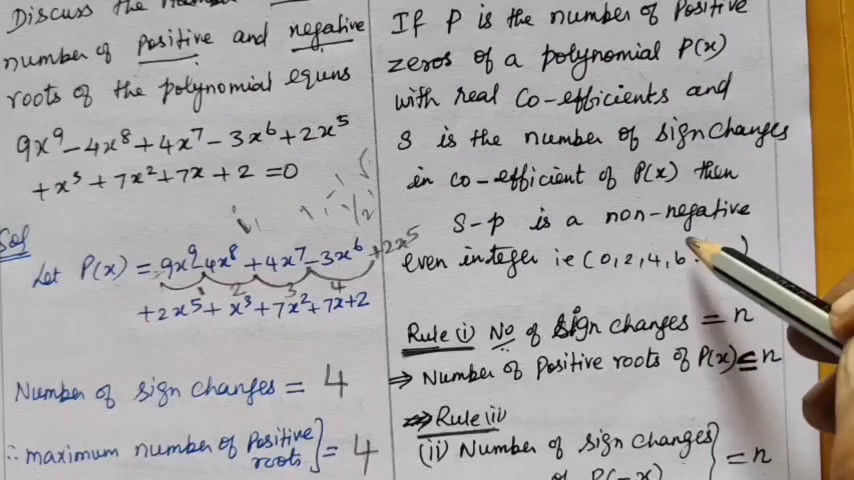 Discuss the
number of positive and negative
roots of the polynomial equns
9x⁹ - 4x⁸ + 4x⁷ - 3x⁶ + 2x⁵
+ x³ + 7x² + 7x + 2 = 0
Sol
Let P(x) = 9x⁹ 4x⁸ + 4x⁷ - 3x⁶ + 2x⁵
1 2 3 4
+ 2x⁵ + x³ + 7x² + 7x + 2
Number of sign changes = 4
∴ maximum number of Positive roots } = 4
If P is the number of Positive
zeros of a polynomial P(x)
with real Co-efficients and
S is the number of sign changes
in co-efficient of P(x) then
S-p is a non-negative
even integer ie (0, 2, 4, 6 )
Rule (i) No of sign changes = n
⇒ Number of Positive roots of P(x) ≤ n
⇒ Rule (ii)
(ii) Number of sign changes } = n
of P(-x)